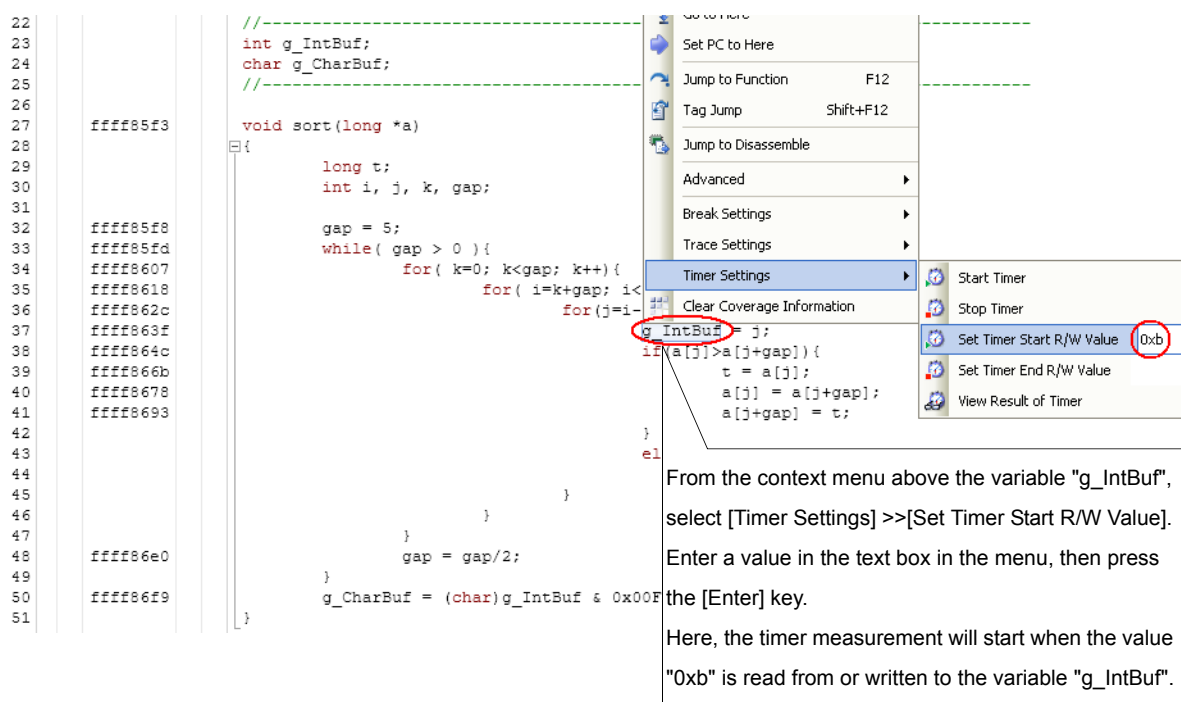 22 //------------------------------------------------
23 int g_IntBuf;
24 char g_CharBuf;
25 //------------------------------------------------
26
27 ffff85f3 void sort(long *a)
28 {
29 long t;
30 int i, j, k, gap;
31
32 ffff85f8 gap = 5;
33 ffff85fd while( gap > 0 ){
34 ffff8607 for( k=0; k<gap; k++){
35 ffff8618 for( i=k+gap; i<
36 ffff862c for(j=i-
37 ffff863f g_IntBuf = j;
38 ffff864c if(a[j]>a[j+gap]){
39 ffff866b t = a[j];
40 ffff8678 a[j] = a[j+gap];
41 ffff8693 a[j+gap] = t;
42 }
43 el
44
45 }
46 }
47 }
48 ffff86e0 gap = gap/2;
49 }
50 ffff86f9 g_CharBuf = (char)g_IntBuf & 0x00F
51 }
Go to Here
Set PC to Here
Jump to Function F12
Tag Jump Shift+F12
Jump to Disassemble
Advanced
Break Settings
Trace Settings
Timer Settings
Clear Coverage Information
Start Timer
Stop Timer
Set Timer Start R/W Value 0xb
Set Timer End R/W Value
View Result of Timer
From the context menu above the variable "g_IntBuf",
select [Timer Settings] >>[Set Timer Start R/W Value].
Enter a value in the text box in the menu, then press
the [Enter] key.
Here, the timer measurement will start when the value
"0xb" is read from or written to the variable "g_IntBuf".